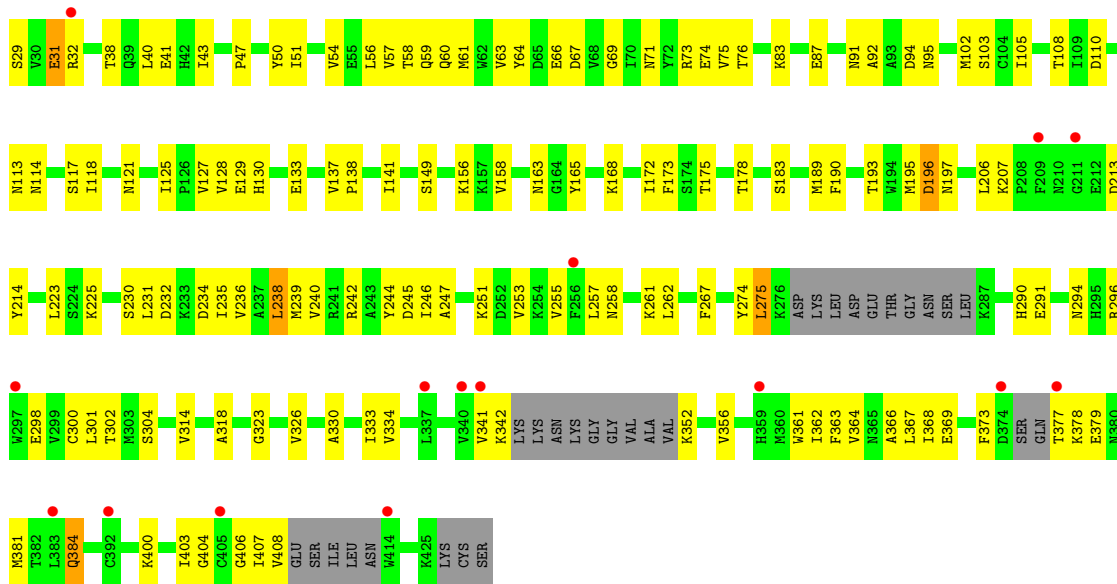 S29 V30 E31 R32 T38 Q39 L40 E41 H42 I43 P47 Y50 I51 V54 E55 L56 V57 T58 Q59 Q60 M61 W62 V63 Y64 D65 E66 D67 V68 G69 I70 N71 Y72 R73 E74 V75 T76 K83 E87 N91 A92 A93 D94 N95 M102 S103 C104 I105 T108 I109 D110
N113 N114 S117 I118 N121 I125 P126 V127 V128 E129 H130 E133 V137 P138 I141 S149 K156 K157 V158 N163 G164 Y165 K168 I172 F173 S174 T175 T178 S183 M189 F190 T193 W194 M195 D196 N197 L206 K207 P208 F209 N210 G211 E212 D213
Y214 L223 S224 K225 S230 L231 D232 K233 D234 I235 V236 A237 L238 M239 V240 R241 R242 A243 Y244 D245 I246 A247 K251 D252 V253 K254 V255 F256 L257 N258 K261 L262 F267 Y274 L275 K276 ASP LYS LEU ASP GLU THR GLY ASN SER LEU K287 H290 E291 N294 H295 R296
W297 E298 V299 C300 L301 T302 M303 S304 V314 A318 G323 V326 A330 I333 V334 L337 V340 V341 K342 LYS LYS ASN LYS GLY GLY VAL ALA VAL K352 V356 H359 M360 W361 I362 F363 V364 N365 A366 L367 I368 E369 F373 D374 SER GLN T377 K378 E379 N380
M381 T382 L383 Q384 C392 K400 I403 G404 C405 G406 I407 V408 GLU SER ILE LEU ASN W414 K425 LYS CYS SER